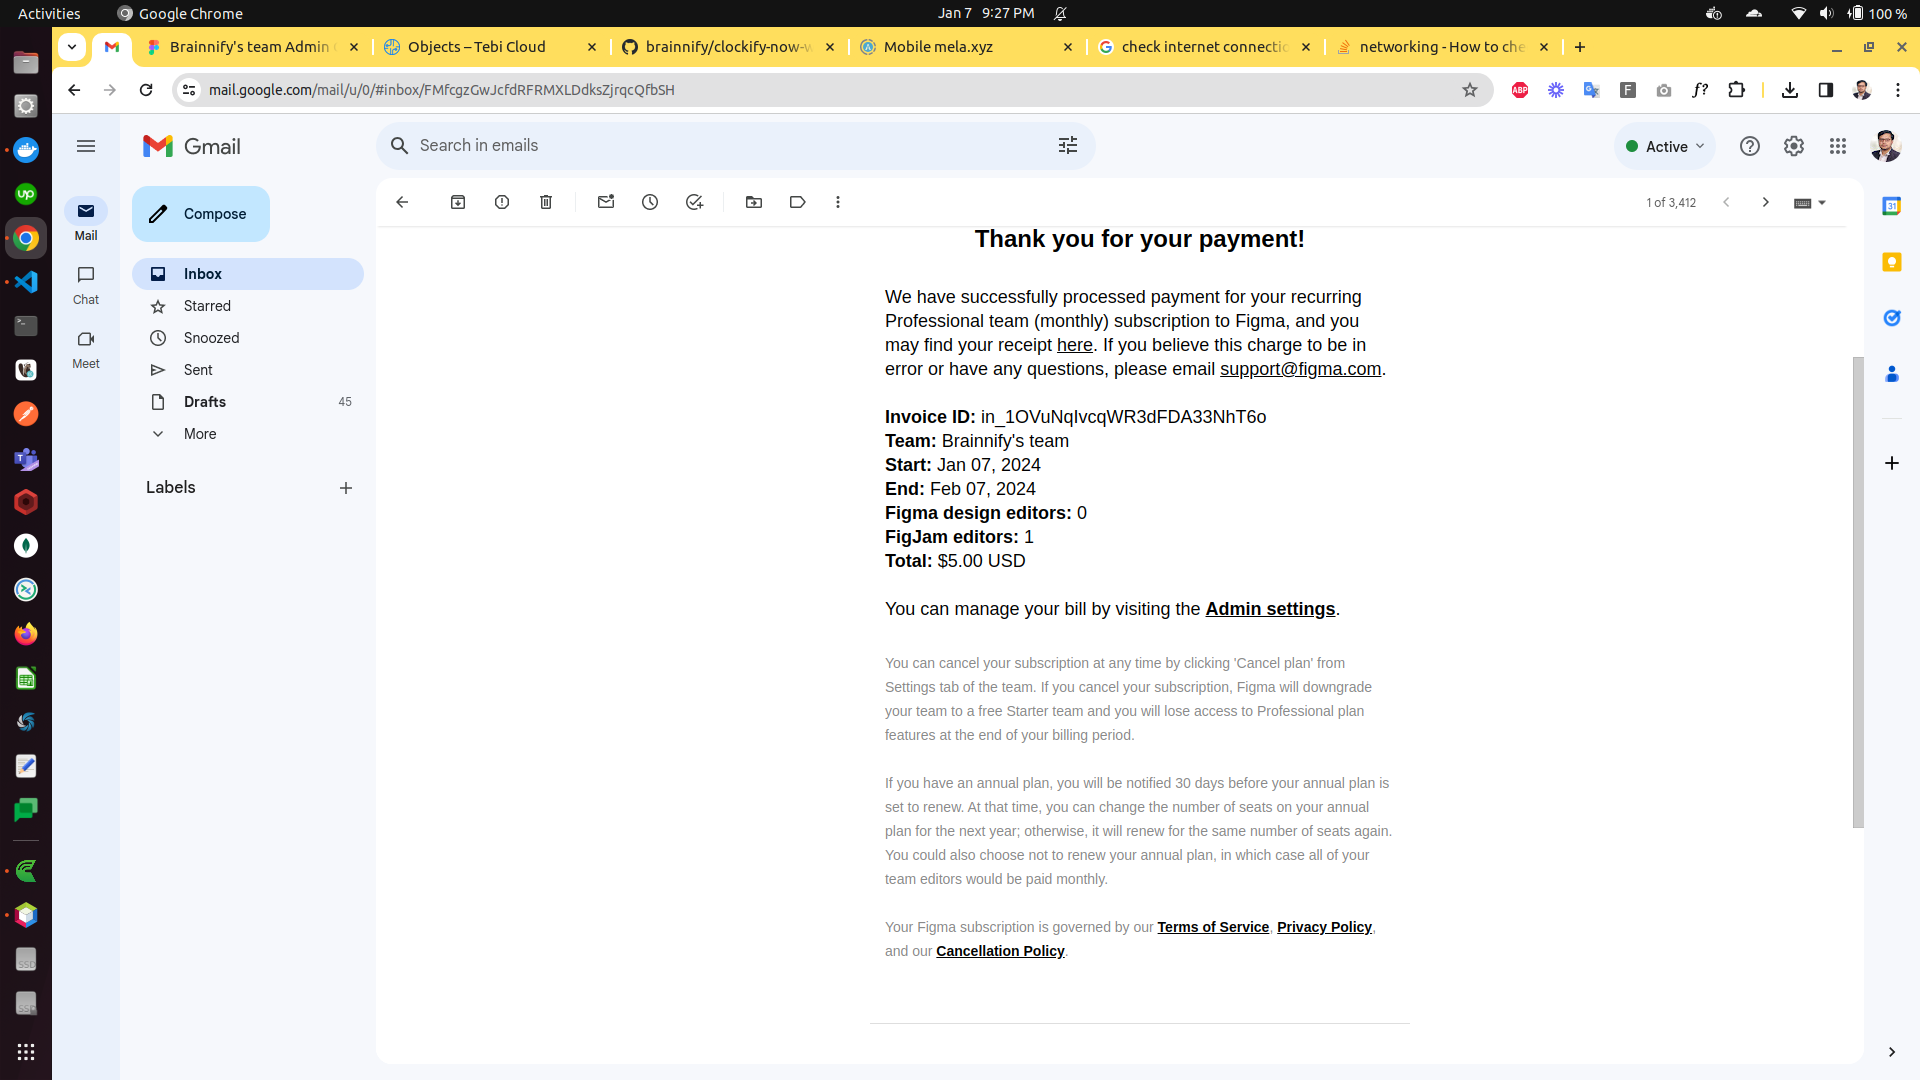 Activities
Google Chrome
Jan 7 9:27 PM
100 %
Brainnify's team Admin
Objects – Tebi Cloud
brainnify/clockify-now-w
Mobile mela.xyz
check internet connectio
networking - How to che
mail.google.com/mail/u/0/#inbox/FMfcgzGwJcfdRFRMXLDdksZjrqcQfbSH
ABP
F
f?
Gmail
Search in emails
Active
Compose
1 of 3,412
31
Mail
Chat
Meet
Inbox
Starred
Snoozed
Sent
Drafts 45
More
Labels
up
SSD
SSD
Thank you for your payment!
We have successfully processed payment for your recurring
Professional team (monthly) subscription to Figma, and you
may find your receipt here. If you believe this charge to be in
error or have any questions, please email support@figma.com.
Invoice ID: in_1OVuNqIvcqWR3dFDA33NhT6o
Team: Brainnify's team
Start: Jan 07, 2024
End: Feb 07, 2024
Figma design editors: 0
FigJam editors: 1
Total: $5.00 USD
You can manage your bill by visiting the Admin settings.
You can cancel your subscription at any time by clicking 'Cancel plan' from
Settings tab of the team. If you cancel your subscription, Figma will downgrade
your team to a free Starter team and you will lose access to Professional plan
features at the end of your billing period.
If you have an annual plan, you will be notified 30 days before your annual plan is
set to renew. At that time, you can change the number of seats on your annual
plan for the next year; otherwise, it will renew for the same number of seats again.
You could also choose not to renew your annual plan, in which case all of your
team editors would be paid monthly.
Your Figma subscription is governed by our Terms of Service, Privacy Policy,
and our Cancellation Policy.